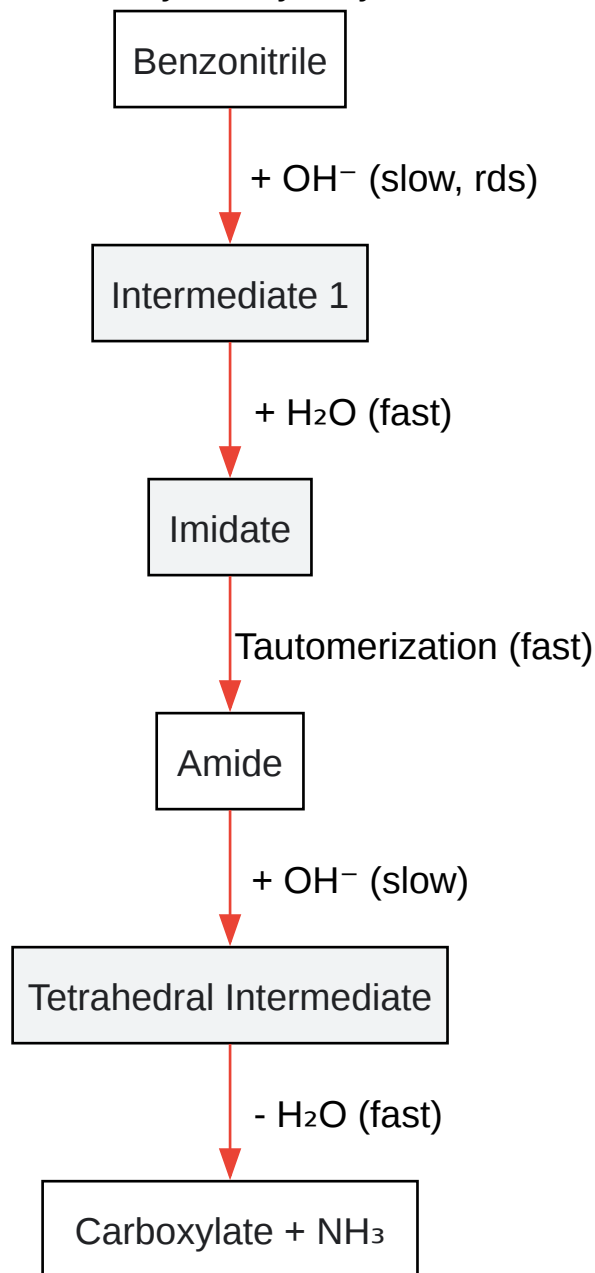 Benzonitrile
+ OH⁻ (slow, rds)
Intermediate 1
+ H₂O (fast)
Imidate
Tautomerization (fast)
Amide
+ OH⁻ (slow)
Tetrahedral Intermediate
- H₂O (fast)
Carboxylate + NH₃